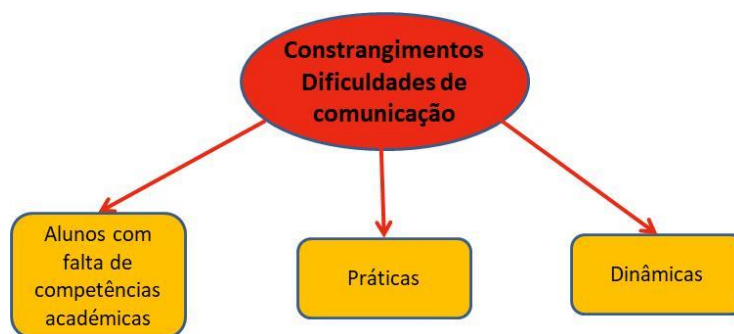 Constrangimentos
Dificuldades de
comunicação
Alunos com
falta de
competências
académicas
Práticas
Dinâmicas